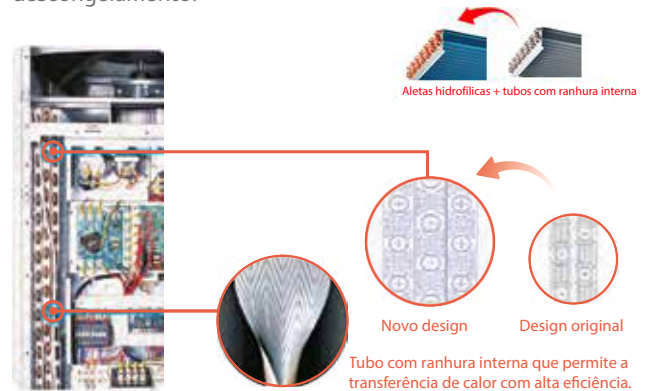 descongelamento.
Aletas hidrofílicas + tubos com ranhura interna
Novo design
Design original
Tubo com ranhura interna que permite a
transferência de calor com alta eficiência.